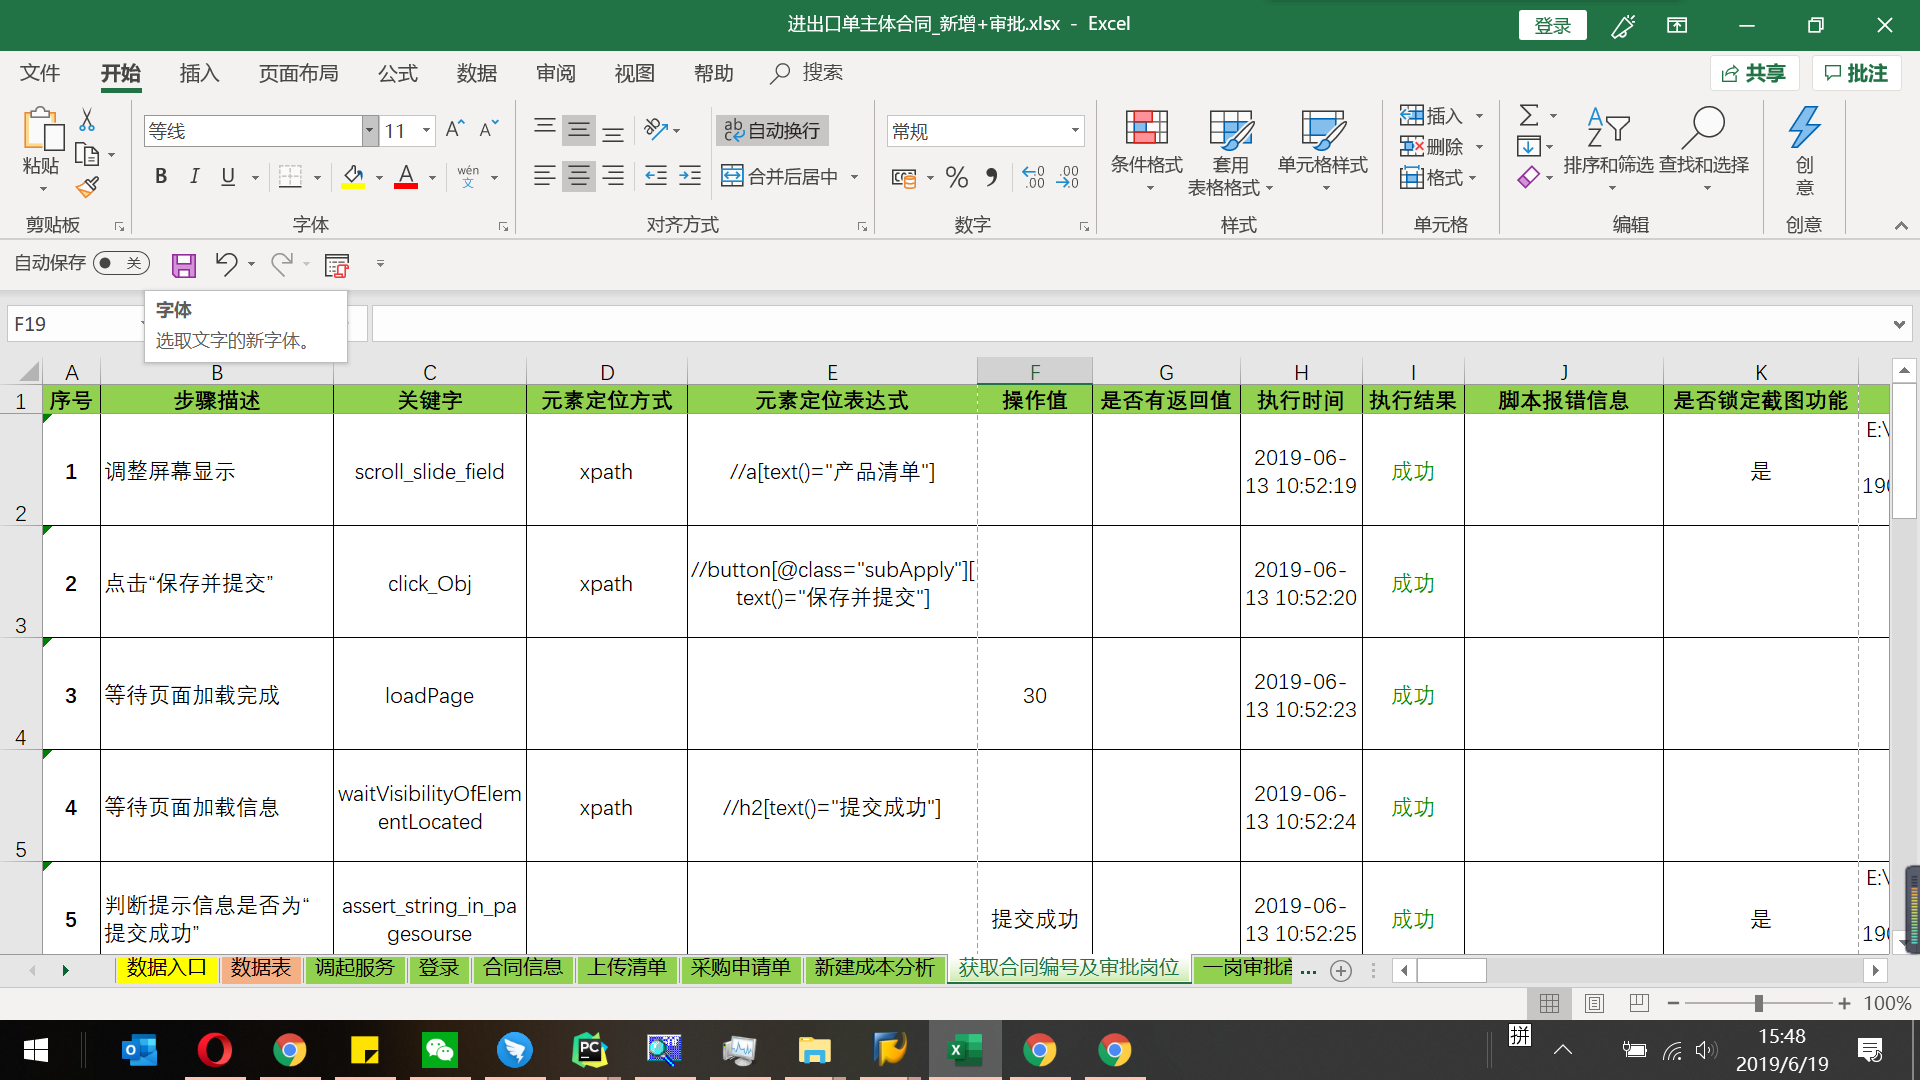 进出口单主体合同_新增+审批.xlsx - Excel
登录
文件 开始 插入 页面布局 公式 数据 审阅 视图 帮助 搜索
共享 批注
粘贴
剪贴板
等线 11
B I U
wén 文
字体
自动换行
合并后居中
对齐方式
常规
数字
条件格式
套用
表格格式
单元格样式
样式
插入
删除
格式
单元格
排序和筛选
查找和选择
编辑
创
意
创意
自动保存 关
字体
选取文字的新字体。
F19
A B C D E F G H I J K
1 序号 步骤描述 关键字 元素定位方式 元素定位表达式 操作值 是否有返回值 执行时间 执行结果 脚本报错信息 是否锁定截图功能
2 1 调整屏幕显示 scroll_slide_field xpath //a[text()="产品清单"] 2019-06-
13 10:52:19 成功 是 E:\
190
3 2 点击“保存并提交” click_Obj xpath //button[@class="subApply"][
text()="保存并提交"] 2019-06-
13 10:52:20 成功
4 3 等待页面加载完成 loadPage 30 2019-06-
13 10:52:23 成功
5 4 等待页面加载信息 waitVisibilityOfElem
entLocated xpath //h2[text()="提交成功"] 2019-06-
13 10:52:24 成功
5 判断提示信息是否为“
提交成功” assert_string_in_pa
gesourse 提交成功 2019-06-
13 10:52:25 成功 是 E:\
190
数据入口 数据表 调起服务 登录 合同信息 上传清单 采购申请单 新建成本分析 获取合同编号及审批岗位 一岗审批 ...
100%
拼
15:48
2019/6/19